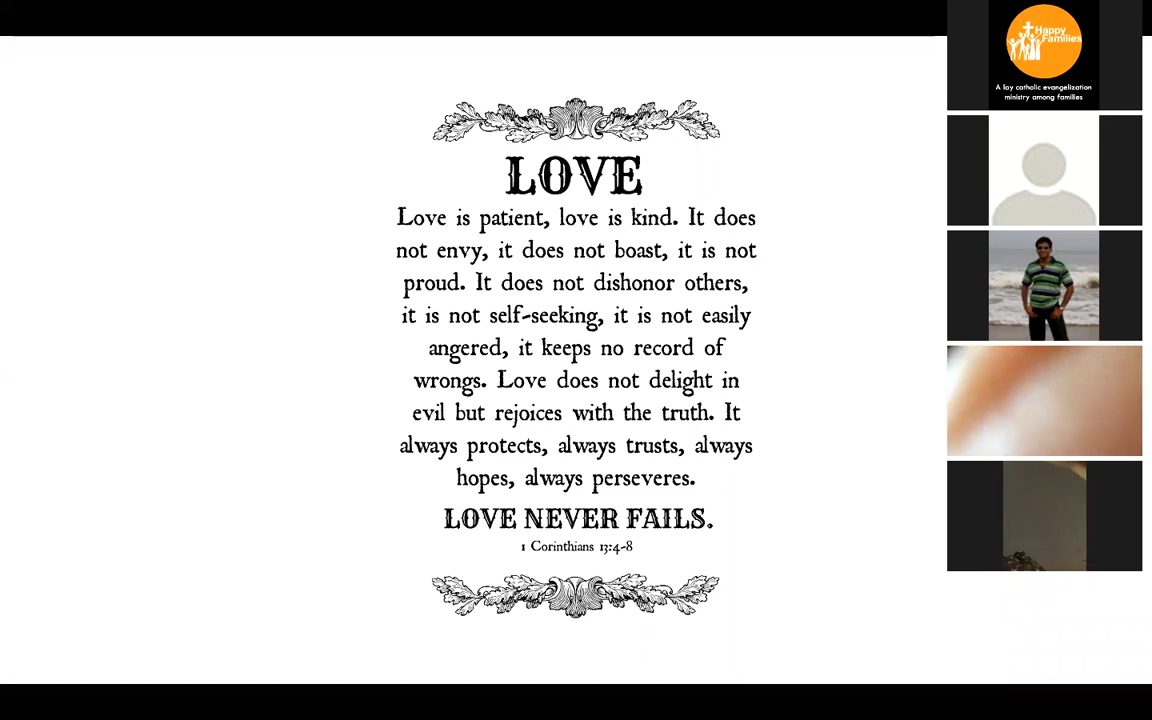 LOVE
Love is patient, love is kind. It does
not envy, it does not boast, it is not
proud. It does not dishonor others,
it is not self-seeking, it is not easily
angered, it keeps no record of
wrongs. Love does not delight in
evil but rejoices with the truth. It
always protects, always trusts, always
hopes, always perseveres.
LOVE NEVER FAILS.
1 Corinthians 13:4-8
Happy
Families
A lay catholic evangelization
ministry among families